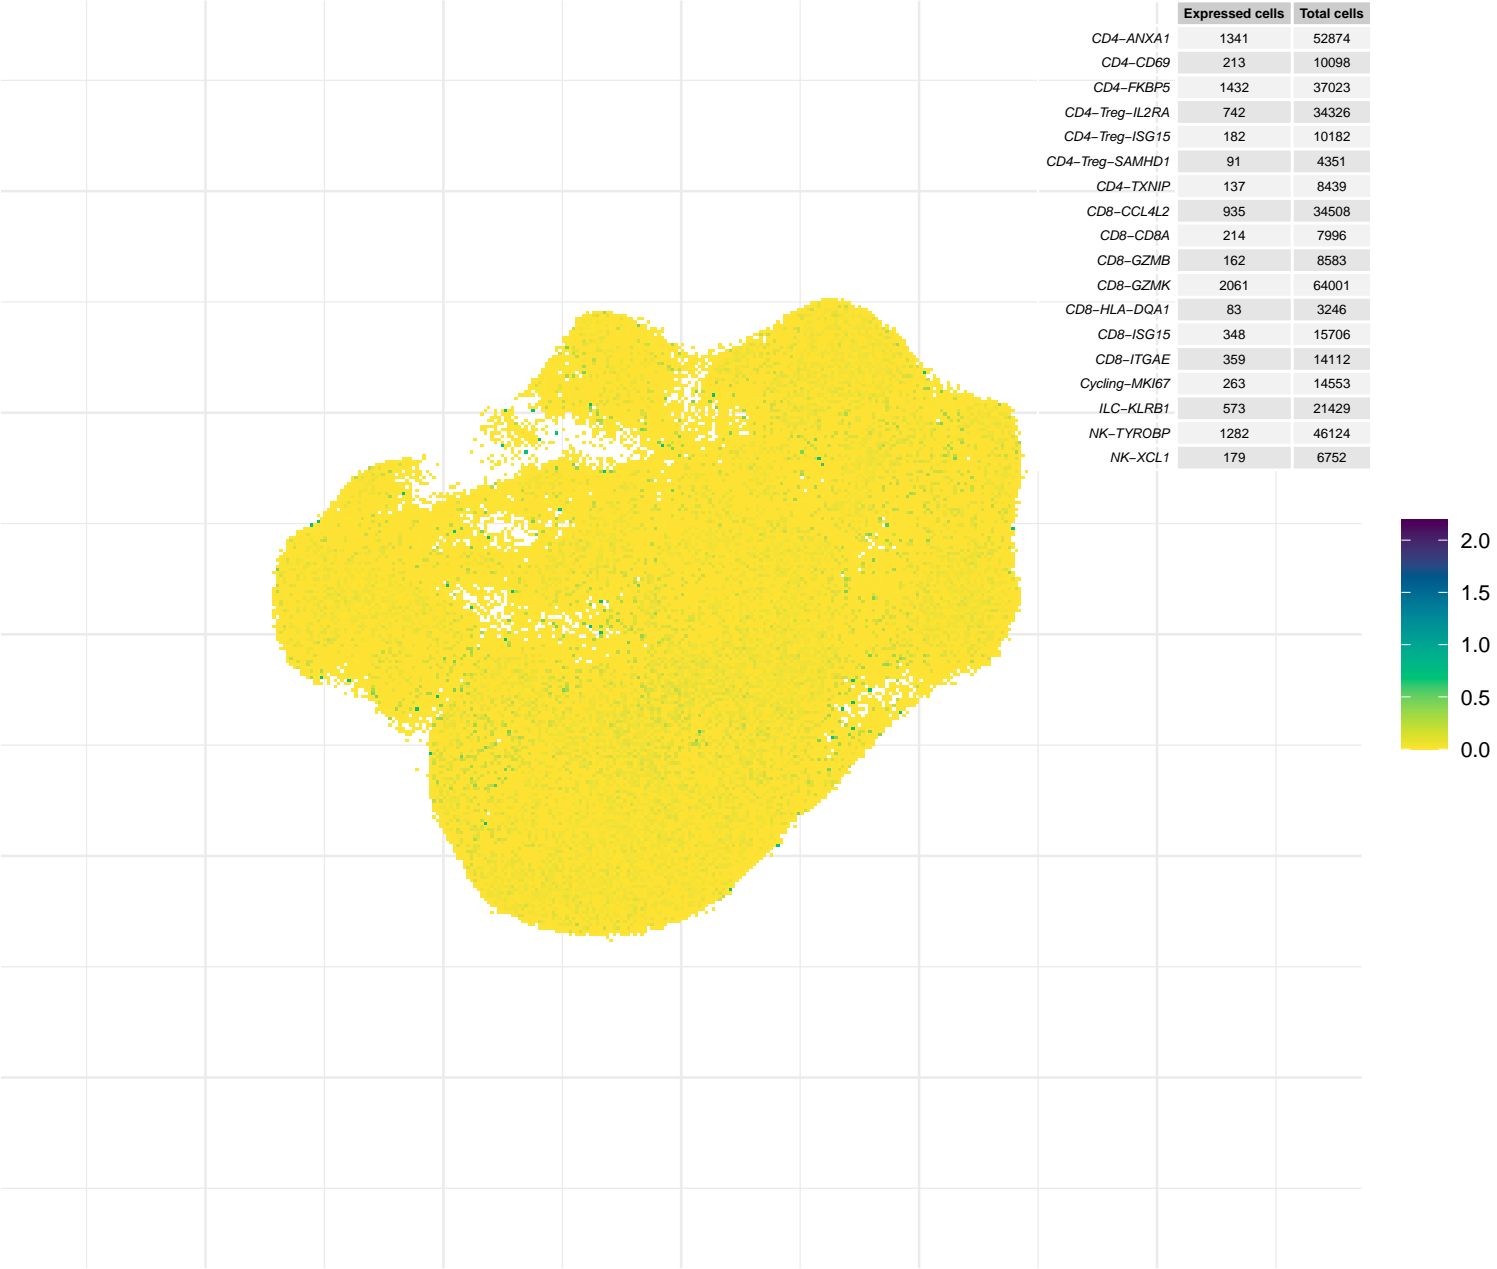 Expressed cells Total cells
CD4−ANXA1 1341 52874
CD4−CD69 213 10098
CD4−FKBP5 1432 37023
CD4−Treg−IL2RA 742 34326
CD4−Treg−ISG15 182 10182
CD4−Treg−SAMHD1 91 4351
CD4−TXNIP 137 8439
CD8−CCL4L2 935 34508
CD8−CD8A 214 7996
CD8−GZMB 162 8583
CD8−GZMK 2061 64001
CD8−HLA−DQA1 83 3246
CD8−ISG15 348 15706
CD8−ITGAE 359 14112
Cycling−MKI67 263 14553
ILC−KLRB1 573 21429
NK−TYROBP 1282 46124
NK−XCL1 179 6752
2.0
1.5
1.0
0.5
0.0